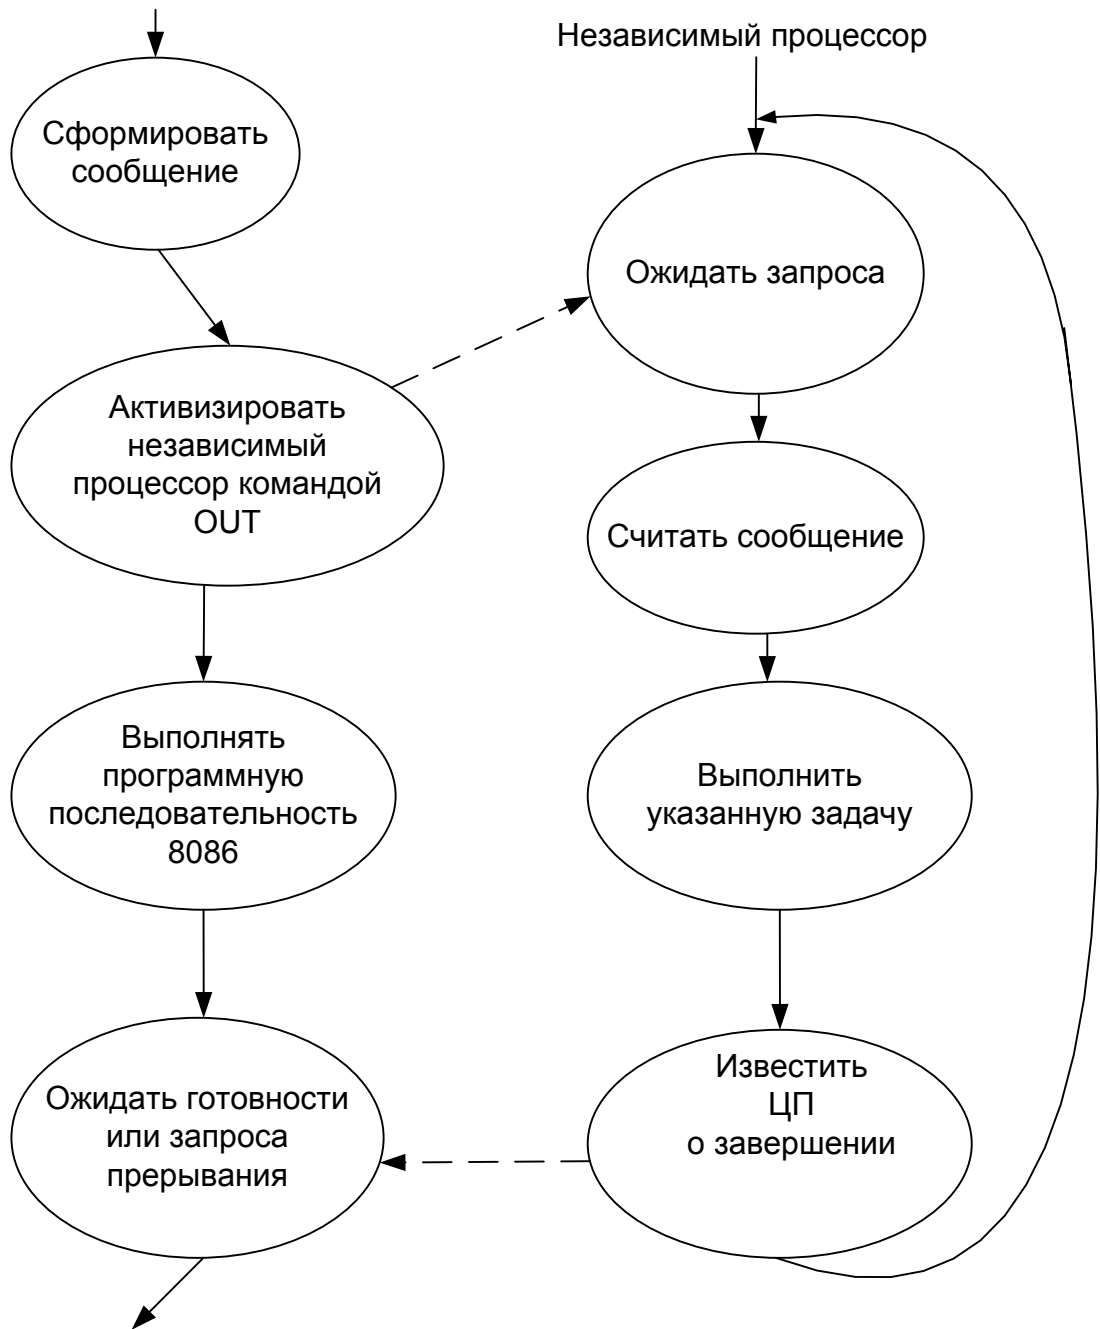 Независимый процессор
Сформировать
сообщение
Ожидать запроса
Активизировать
независимый
процессор командой
OUT
Считать сообщение
Выполнять
программную
последовательность
8086
Выполнить
указанную задачу
Ожидать готовности
или запроса
прерывания
Известить
ЦП
о завершении